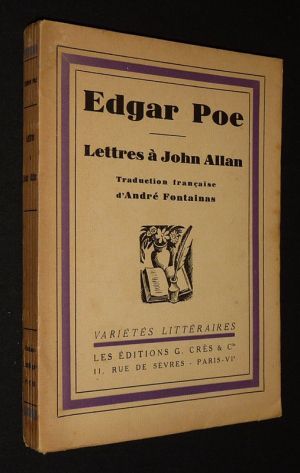 Edgar Poe
Lettres à John Allan
Traduction française
d'André Fontainas
VARIÉTÉS LITTÉRAIRES
LES ÉDITIONS G. CRÈS & Cie
11, RUE DE SÈVRES - PARIS-VIe